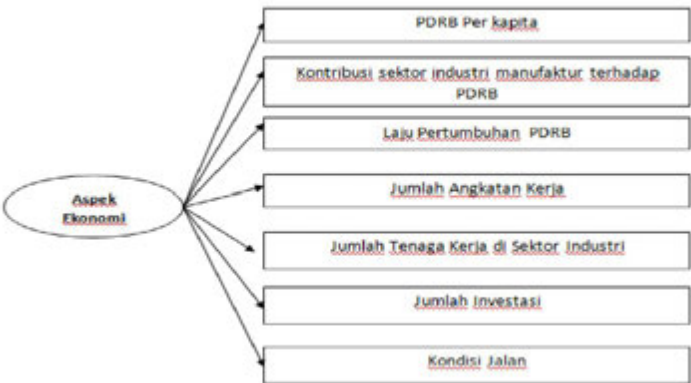 PDRB Per kapita
Kontribusi sektor industri manufaktur terhadap
PDRB
Laju Pertumbuhan PDRB
Jumlah Angkatan Kerja
Aspek
Ekonomi
Jumlah Tenaga Kerja di Sektor Industri
Jumlah Investasi
Kondisi Jalan